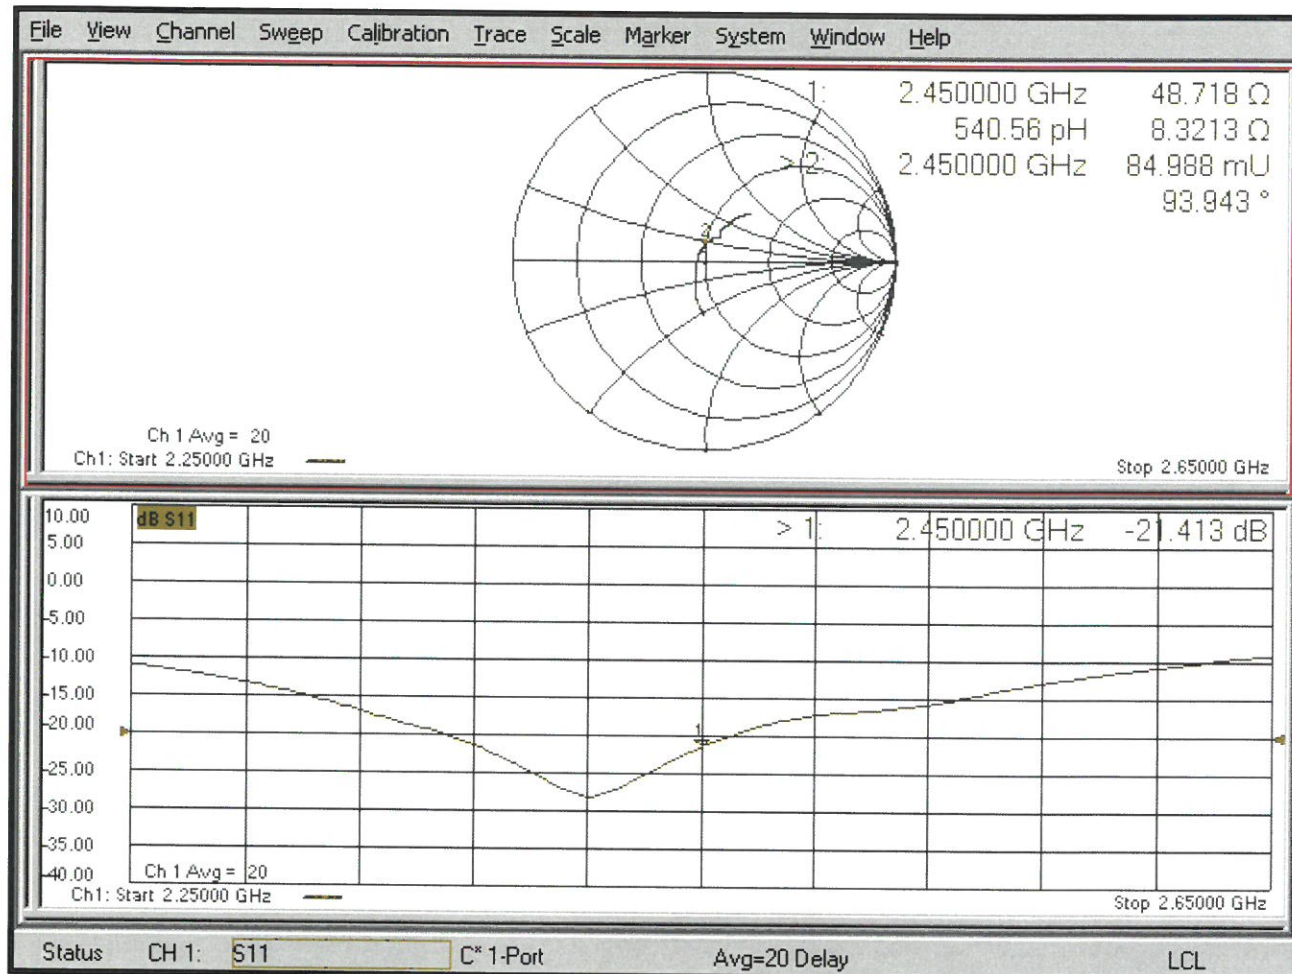 File View Channel Sweep Calibration Trace Scale Marker System Window Help
1: 2.450000 GHz 48.718 Ω
540.56 pH 8.3213 Ω
> 2: 2.450000 GHz 84.988 mU
93.943 °
2
Ch 1 Avg = 20
Ch1: Start 2.25000 GHz
Stop 2.65000 GHz
10.00
dB S11
> 1: 2.450000 GHz -21.413 dB
5.00
0.00
-5.00
-10.00
-15.00
-20.00
1
-25.00
-30.00
-35.00
-40.00
Ch 1 Avg = 20
Ch1: Start 2.25000 GHz
Stop 2.65000 GHz
Status CH 1: S11 C* 1-Port Avg=20 Delay LCL